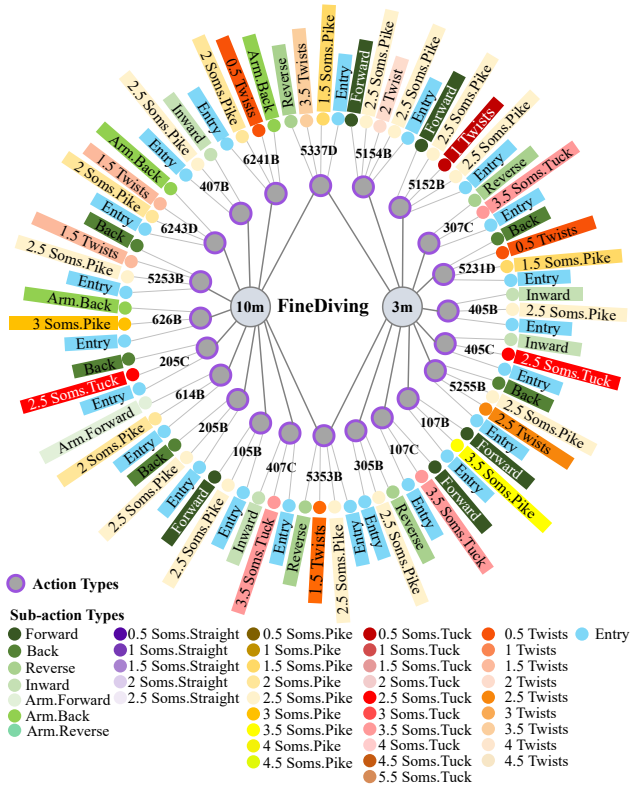 Reverse
3.5 Twists
1.5 Soms.Pike
Entry
5337D
Forward
2.5 Soms.Pike
2 Twist
2.5 Soms.Pike
Entry
5154B
Forward
2.5 Soms.Pike
1 Twists
2.5 Soms.Pike
Entry
5152B
Reverse
3.5 Soms.Tuck
Entry
307C
Back
0.5 Twists
1.5 Soms.Pike
Entry
5231D
Inward
2.5 Soms.Pike
Entry
405B
Inward
2.5 Soms.Tuck
Entry
405C
Back
2.5 Soms.Pike
2.5 Twists
Entry
5255B
Forward
3.5 Soms.Pike
Entry
107B
Forward
3.5 Soms.Tuck
Entry
107C
Reverse
2.5 Soms.Pike
Entry
305B
Entry
2.5 Soms.Pike
1.5 Twists
Reverse
5353B
Entry
3.5 Soms.Tuck
Inward
407C
Entry
2.5 Soms.Pike
Forward
105B
Entry
2.5 Soms.Pike
Back
205B
Entry
2 Soms.Pike
Arm.Forward
614B
Entry
2.5 Soms.Tuck
Back
205C
Entry
3 Soms.Pike
Arm.Back
626B
Entry
2.5 Soms.Pike
1.5 Twists
Back
5253B
Entry
2 Soms.Pike
1.5 Twists
Arm.Back
6243D
Entry
2.5 Soms.Pike
Inward
407B
Entry
2 Soms.Pike
0.5 Twists
Arm.Back
6241B
10m
FineDiving
3m
Action Types
Sub-action Types
Forward
Back
Reverse
Inward
Arm.Forward
Arm.Back
Arm.Reverse
0.5 Soms.Straight
1 Soms.Straight
1.5 Soms.Straight
2 Soms.Straight
2.5 Soms.Straight
0.5 Soms.Pike
1 Soms.Pike
1.5 Soms.Pike
2 Soms.Pike
2.5 Soms.Pike
3 Soms.Pike
3.5 Soms.Pike
4 Soms.Pike
4.5 Soms.Pike
0.5 Soms.Tuck
1 Soms.Tuck
1.5 Soms.Tuck
2 Soms.Tuck
2.5 Soms.Tuck
3 Soms.Tuck
3.5 Soms.Tuck
4 Soms.Tuck
4.5 Soms.Tuck
5.5 Soms.Tuck
0.5 Twists
1 Twists
1.5 Twists
2 Twists
2.5 Twists
3 Twists
3.5 Twists
4 Twists
4.5 Twists
Entry